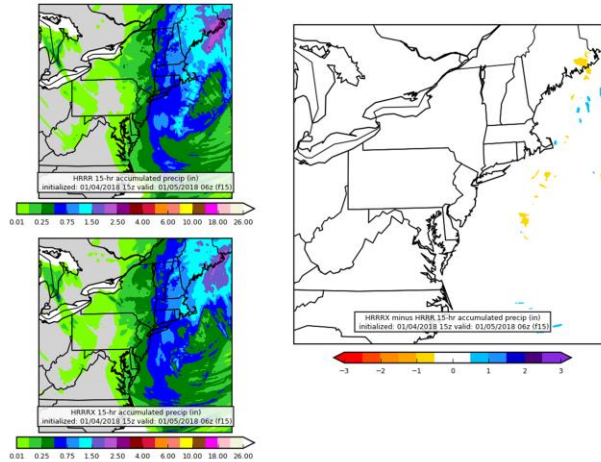 HRRR 15-hr accumulated precip (in)
initialized: 01/04/2018 15z valid: 01/05/2018 06z (f15)
0.01 0.25 0.75 1.50 2.50 4.00 6.00 10.00 18.00 26.00
HRRRX 15-hr accumulated precip (in)
initialized: 01/04/2018 15z valid: 01/05/2018 06z (f15)
0.01 0.25 0.75 1.50 2.50 4.00 6.00 10.00 18.00 26.00
HRRRX minus HRRR 15-hr accumulated precip (in)
initialized: 01/04/2018 15z valid: 01/05/2018 06z (f15)
−3 −2 −1 0 1 2 3